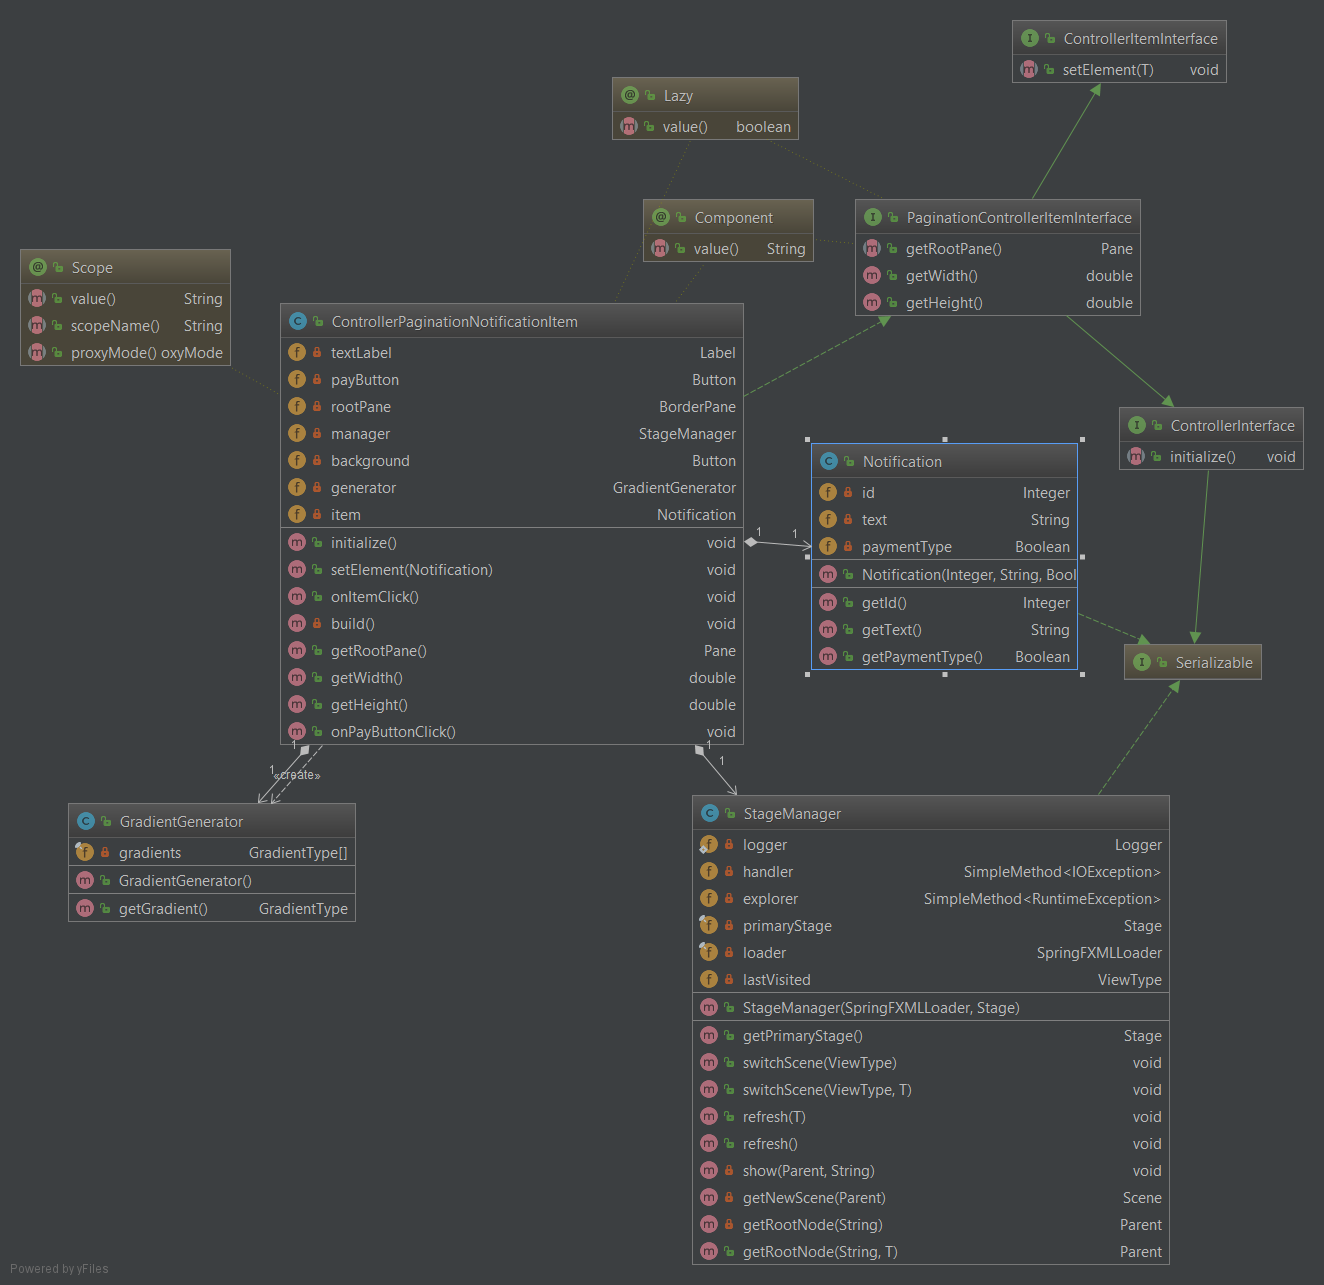 ControllerItemInterface
setElement(T) void
Lazy
value() boolean
Component
value() String
PaginationControllerItemInterface
getRootPane() Pane
getWidth() double
getHeight() double
Scope
value() String
scopeName() String
proxyMode() oxyMode
ControllerPaginationNotificationItem
textLabel Label
payButton Button
rootPane BorderPane
manager StageManager
background Button
generator GradientGenerator
item Notification
initialize() void
setElement(Notification) void
onItemClick() void
build() void
getRootPane() Pane
getWidth() double
getHeight() double
onPayButtonClick() void
ControllerInterface
initialize() void
Notification
id Integer
text String
paymentType Boolean
Notification(Integer, String, Bool
getId() Integer
getText() String
getPaymentType() Boolean
1
1
Serializable
1
1
«create»
1
1
GradientGenerator
gradients GradientType[]
GradientGenerator()
getGradient() GradientType
StageManager
logger Logger
handler SimpleMethod<IOException>
explorer SimpleMethod<RuntimeException>
primaryStage Stage
loader SpringFXMLLoader
lastVisited ViewType
StageManager(SpringFXMLLoader, Stage)
getPrimaryStage() Stage
switchScene(ViewType) void
switchScene(ViewType, T) void
refresh(T) void
refresh() void
show(Parent, String) void
getNewScene(Parent) Scene
getRootNode(String) Parent
getRootNode(String, T) Parent
Powered by yFiles